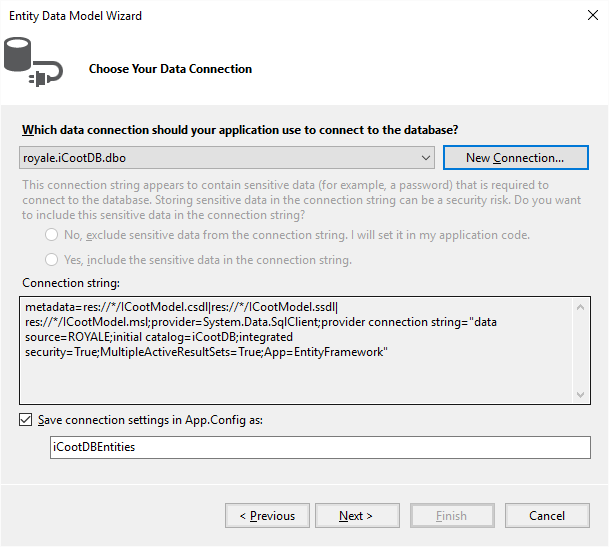 Entity Data Model Wizard
Choose Your Data Connection
Which data connection should your application use to connect to the database?
royale.iCootDB.dbo
New Connection...
This connection string appears to contain sensitive data (for example, a password) that is required to
connect to the database. Storing sensitive data in the connection string can be a security risk. Do you want
to include this sensitive data in the connection string?
No, exclude sensitive data from the connection string. I will set it in my application code.
Yes, include the sensitive data in the connection string.
Connection string:
metadata=res://*/ICootModel.csdl|res://*/ICootModel.ssdl|
res://*/ICootModel.msl;provider=System.Data.SqlClient;provider connection string="data
source=ROYALE;initial catalog=iCootDB;integrated
security=True;MultipleActiveResultSets=True;App=EntityFramework"
Save connection settings in App.Config as:
iCootDBEntities
< Previous
Next >
Finish
Cancel